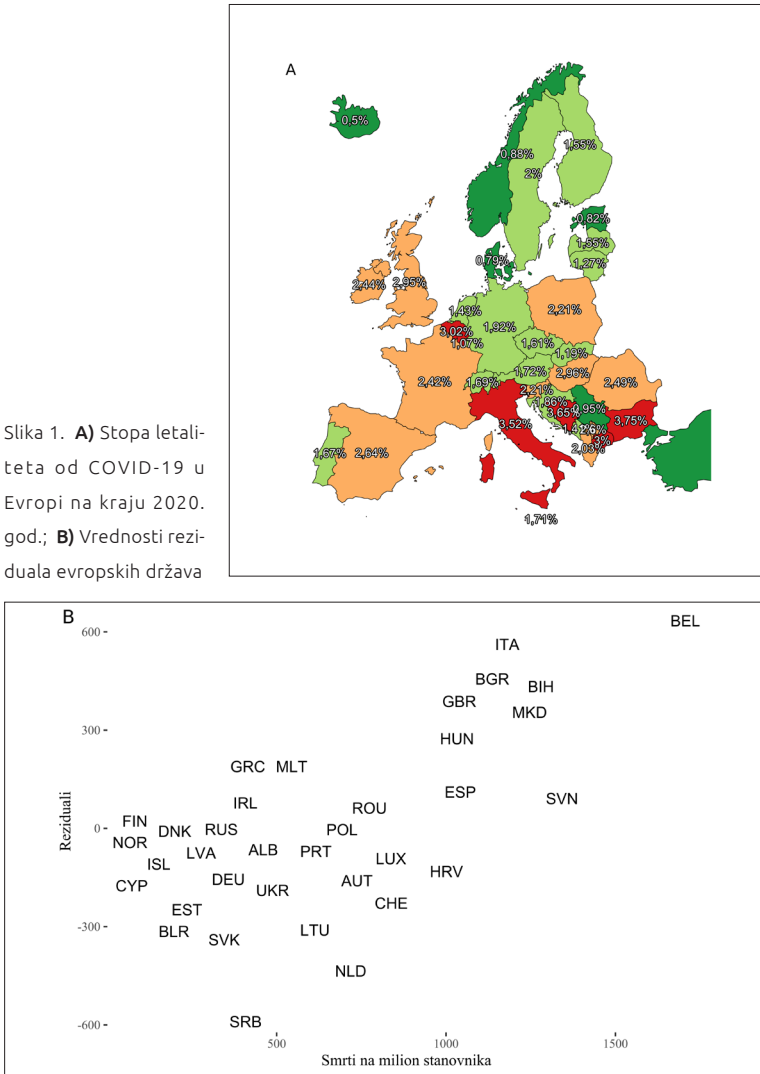 A
0,5%
0,88%
2%
1,55%
0,82%
1,55%
1,27%
0,79%
2,44%
2,95%
1,43%
3,02%
1,07%
1,92%
2,21%
1,61%
1,19%
1,72%
2,96%
2,42%
1,69%
2,21%
2,49%
1,86%
3,65%
0,95%
3,52%
3,75%
2,03%
1,67%
2,64%
1,71%
Slika 1. A) Stopa letali-
teta od COVID-19 u
Evropi na kraju 2020.
god.; B) Vrednosti rezi-
duala evropskih država
B
BEL
600
ITA
BGR
BIH
GBR
MKD
300
HUN
GRC MLT
ESP
SVN
IRL
ROU
FIN
0
DNK RUS POL
NOR
LVA ALB PRT
LUX
ISL
HRV
CYP
DEU
AUT
UKR
CHE
EST
-300
BLR
LTU
SVK
NLD
-600
SRB
500 1000 1500
Reziduali
Smrti na milion stanovnika